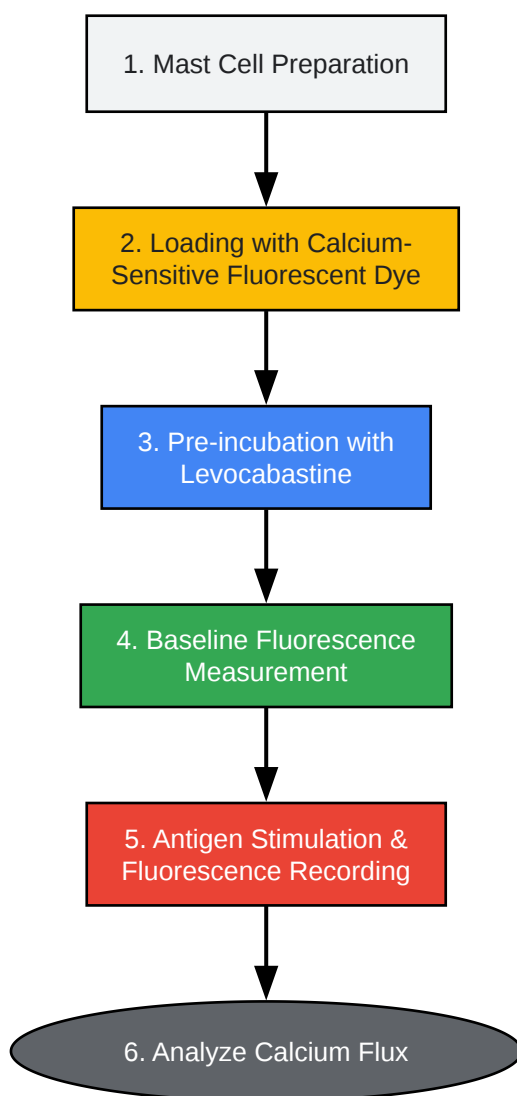 1. Mast Cell Preparation
2. Loading with Calcium-
Sensitive Fluorescent Dye
3. Pre-incubation with
Levocabastine
4. Baseline Fluorescence
Measurement
5. Antigen Stimulation &
Fluorescence Recording
6. Analyze Calcium Flux